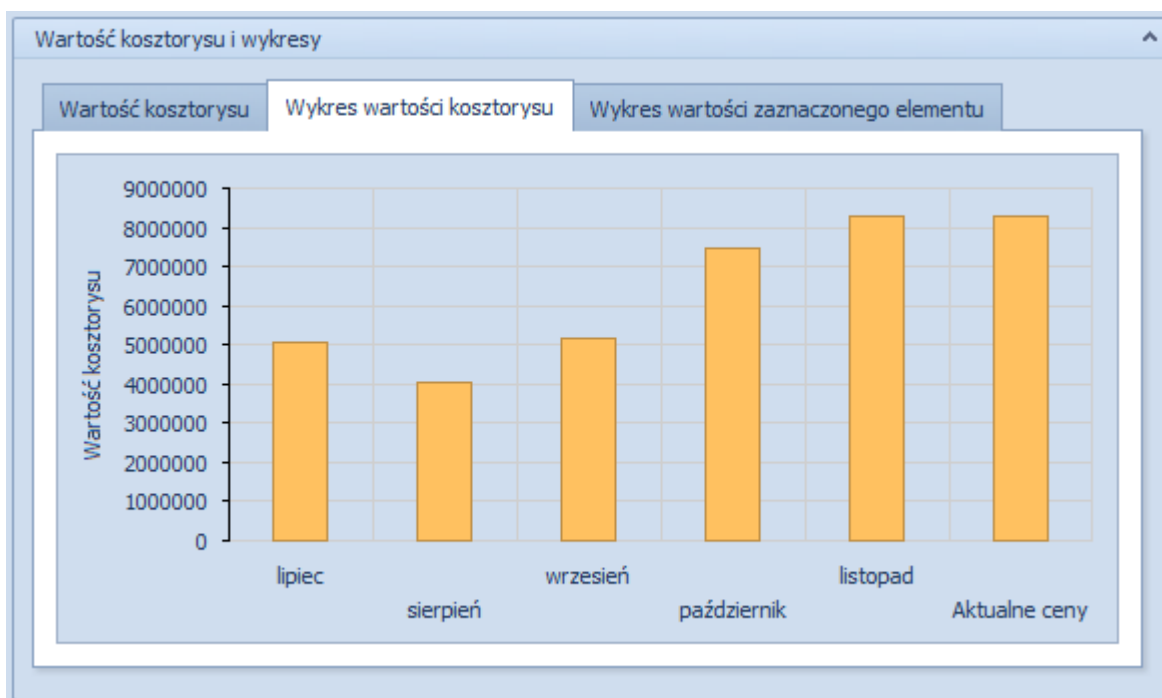 Wartość kosztorysu i wykresy
Wartość kosztorysu
Wykres wartości kosztorysu
Wykres wartości zaznaczonego elementu
Wartość kosztorysu
9000000
8000000
7000000
6000000
5000000
4000000
3000000
2000000
1000000
0
lipiec
sierpień
wrzesień
październik
listopad
Aktualne ceny